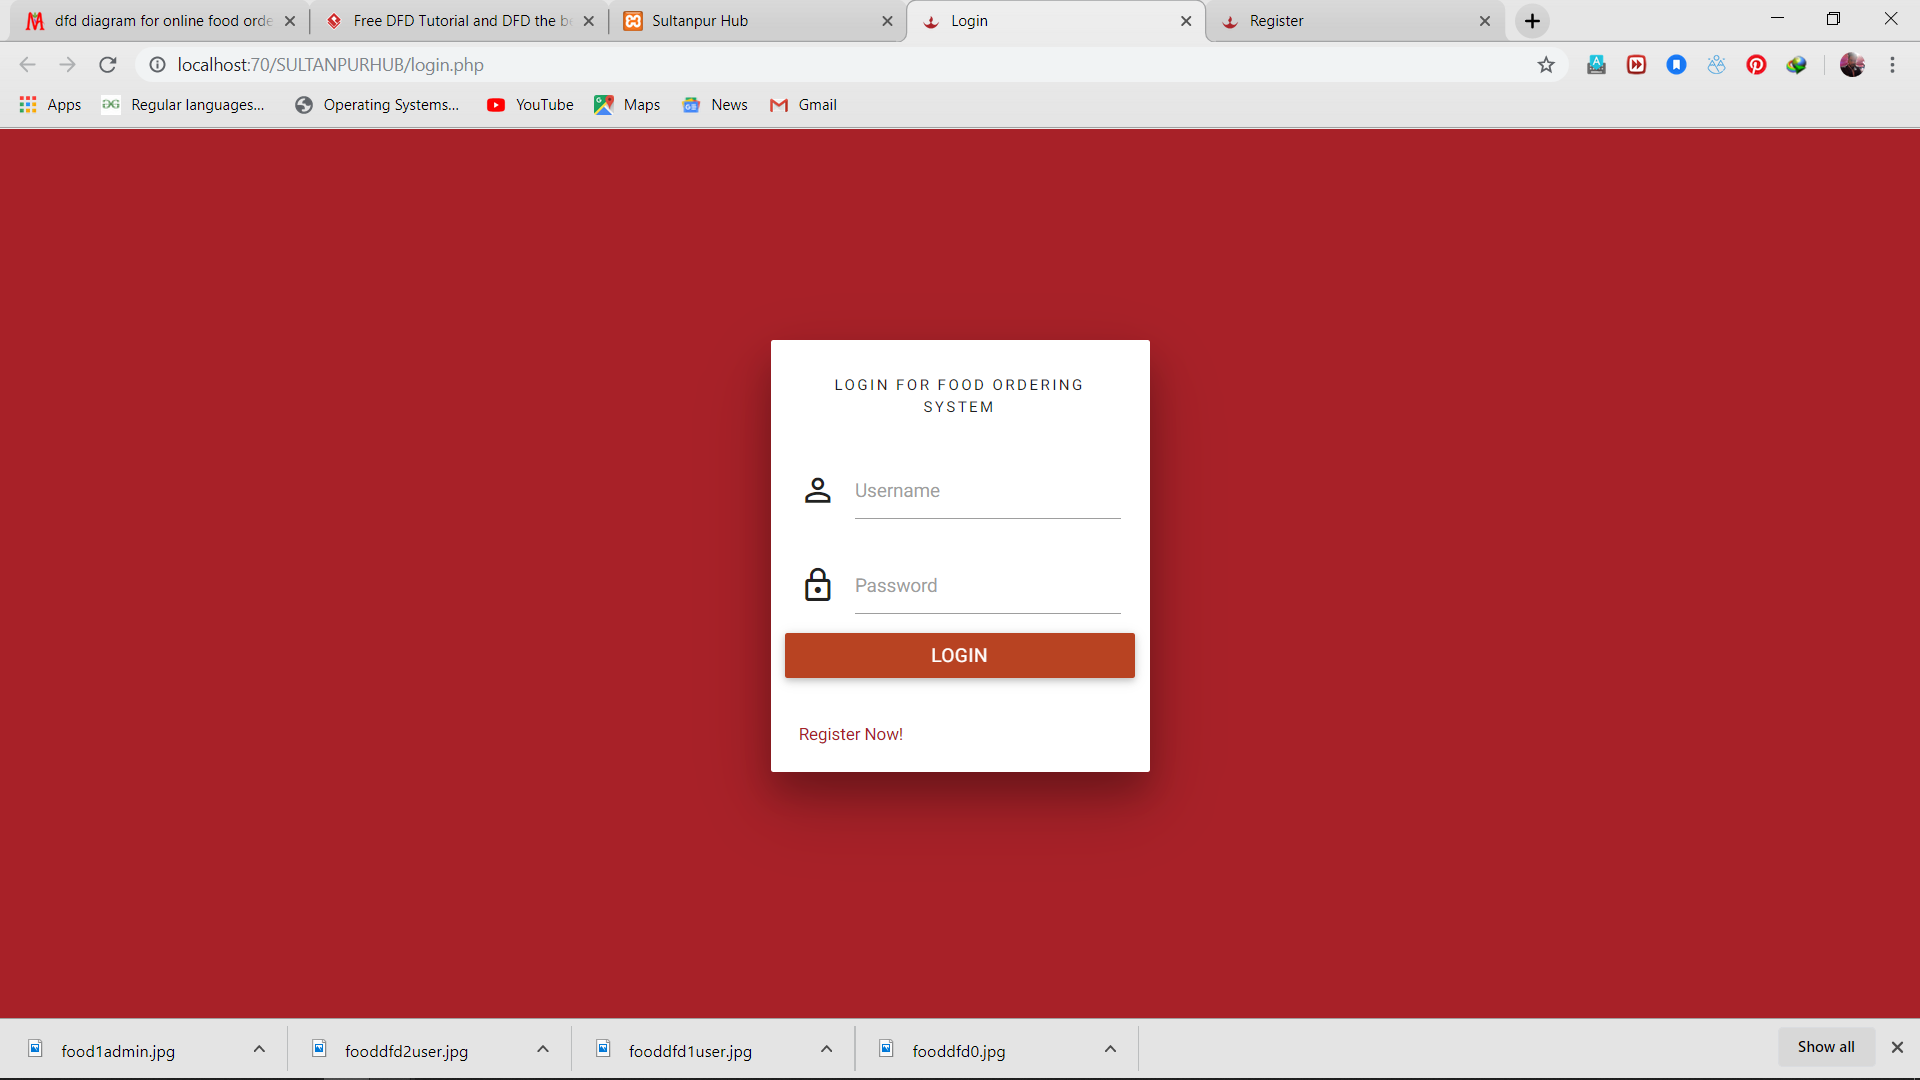 dfd diagram for online food orde
Free DFD Tutorial and DFD the b
Sultanpur Hub
Login
Register
localhost:70/SULTANPURHUB/login.php
Apps
Regular languages...
Operating Systems...
YouTube
Maps
News
Gmail
LOGIN FOR FOOD ORDERING
SYSTEM
Username
Password
LOGIN
Register Now!
food1admin.jpg
fooddfd2user.jpg
fooddfd1user.jpg
fooddfd0.jpg
Show all